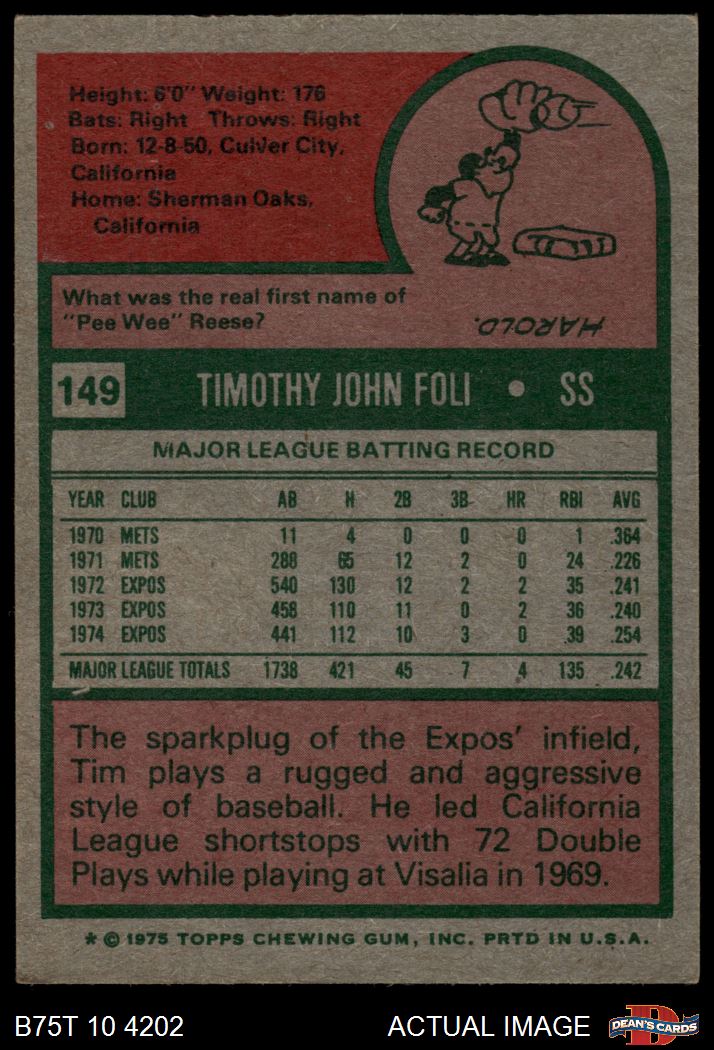 Height: 6'0" Weight: 176
Bats: Right Throws: Right
Born: 12-8-50, Culver City,
California
Home: Sherman Oaks,
California
What was the real first name of
"Pee Wee" Reese?
HAROLD.
149 TIMOTHY JOHN FOLI • SS
MAJOR LEAGUE BATTING RECORD
YEAR CLUB AB H 2B 3B HR RBI AVG
1970 METS 11 4 0 0 0 1 .364
1971 METS 288 65 12 2 0 24 .226
1972 EXPOS 540 130 12 2 2 35 .241
1973 EXPOS 458 110 11 0 2 36 .240
1974 EXPOS 441 112 10 3 0 39 .254
MAJOR LEAGUE TOTALS 1738 421 45 7 4 135 .242
The sparkplug of the Expos' infield,
Tim plays a rugged and aggressive
style of baseball. He led California
League shortstops with 72 Double
Plays while playing at Visalia in 1969.
* © 1975 TOPPS CHEWING GUM, INC. PRTD IN U.S.A.
B75T 10 4202 ACTUAL IMAGE DEAN'S CARDS